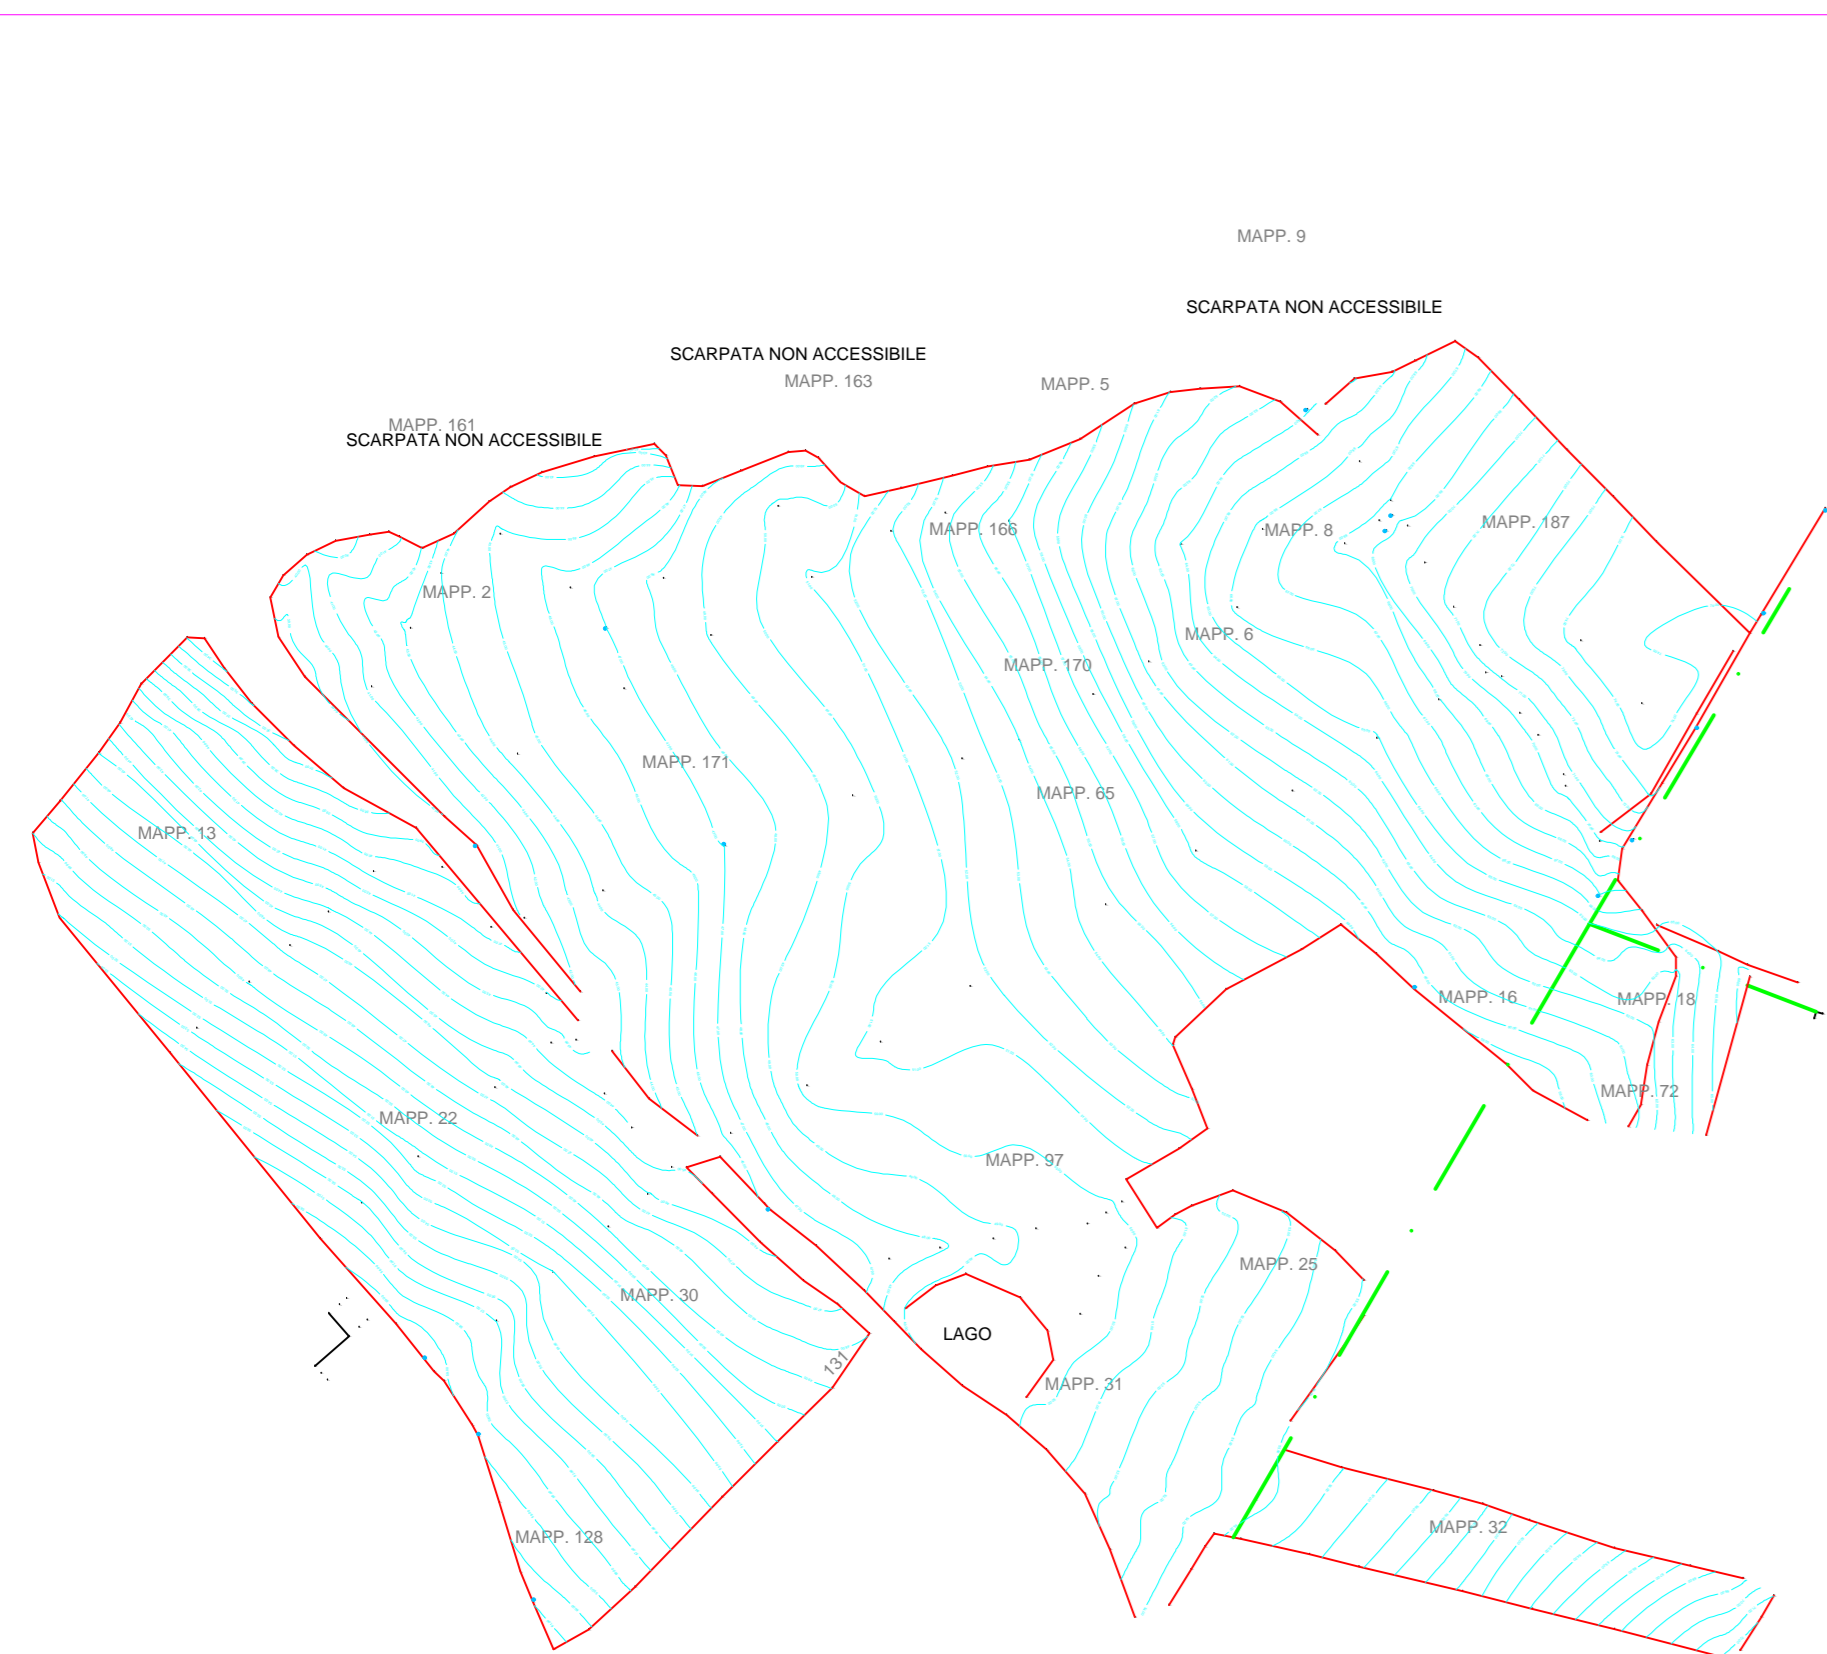 MAPP. 9
SCARPATA NON ACCESSIBILE
SCARPATA NON ACCESSIBILE
MAPP. 163
MAPP. 5
MAPP. 161
SCARPATA NON ACCESSIBILE
MAPP. 166
MAPP. 8
MAPP. 187
MAPP. 2
MAPP. 6
MAPP. 170
MAPP. 171
MAPP. 65
MAPP. 13
MAPP. 16
MAPP. 18
MAPP. 72
MAPP. 22
MAPP. 97
MAPP. 25
MAPP. 30
LAGO
131
MAPP. 31
MAPP. 32
MAPP. 128